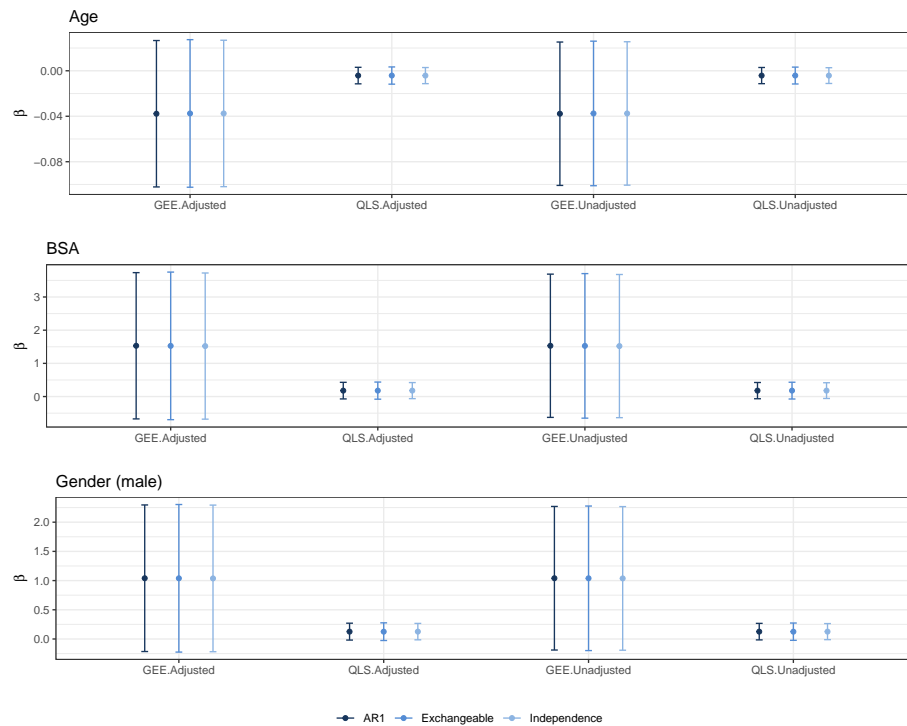 Age
0.00
−0.04
−0.08
β
GEE.Adjusted QLS.Adjusted GEE.Unadjusted QLS.Unadjusted
BSA
3
2
1
0
β
GEE.Adjusted QLS.Adjusted GEE.Unadjusted QLS.Unadjusted
Gender (male)
2.0
1.5
1.0
0.5
0.0
β
GEE.Adjusted QLS.Adjusted GEE.Unadjusted QLS.Unadjusted
AR1 Exchangeable Independence